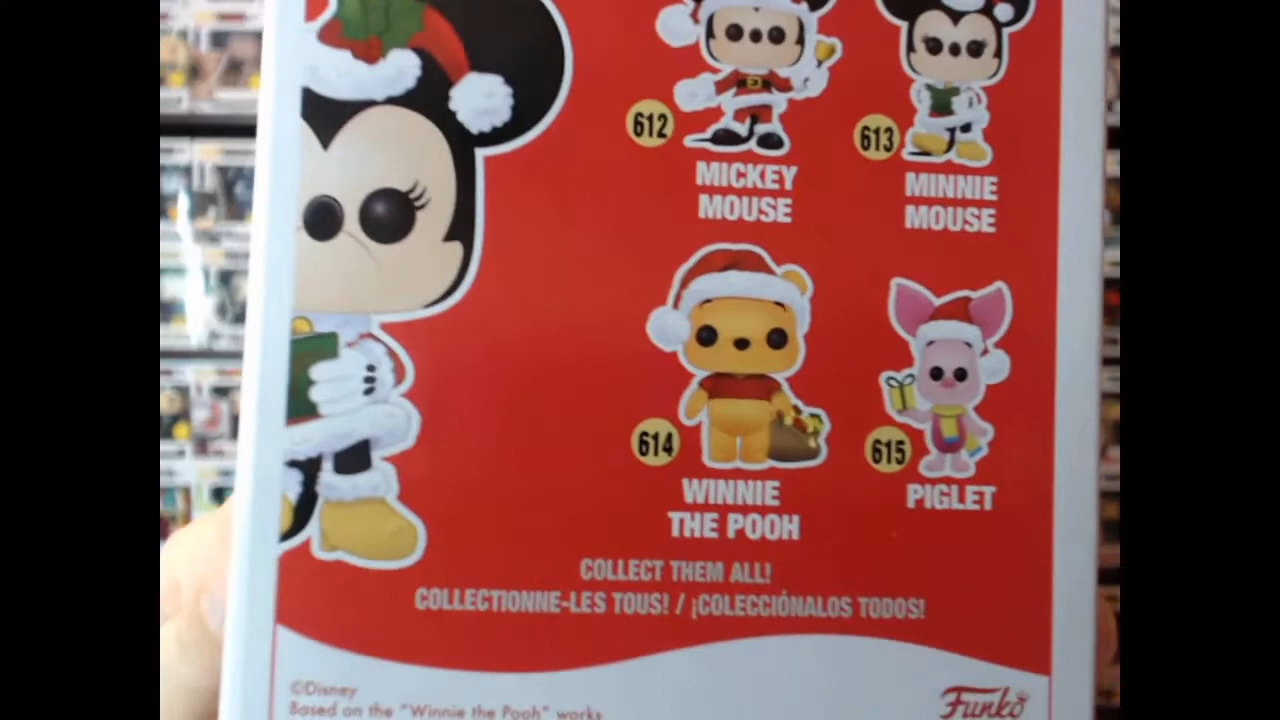 612
MICKEY
MOUSE
613
MINNIE
MOUSE
614
WINNIE
THE POOH
615
PIGLET
COLLECT THEM ALL!
COLLECTIONNE-LES TOUS! / ¡COLECCIÓNALOS TODOS!
©Disney
Based on the "Winnie the Pooh" works
Funko